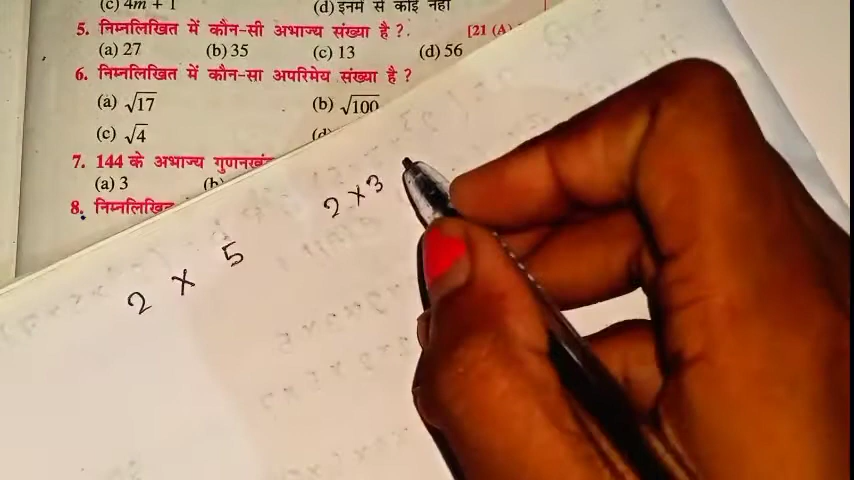 (c) 4m + 1 (d) इनमें से कोई नहीं
5. निम्नलिखित में कौन-सी अभाज्य संख्या है ?. [21 (A)
(a) 27 (b) 35 (c) 13 (d) 56
6. निम्नलिखित में कौन-सा अपरिमेय संख्या है ?
(a) √17 (b) √100
(c) √4 (d)
7. 144 के अभाज्य गुणनखंड
(a) 3 (b)
8. निम्नलिखित
2 × 3
2 × 5